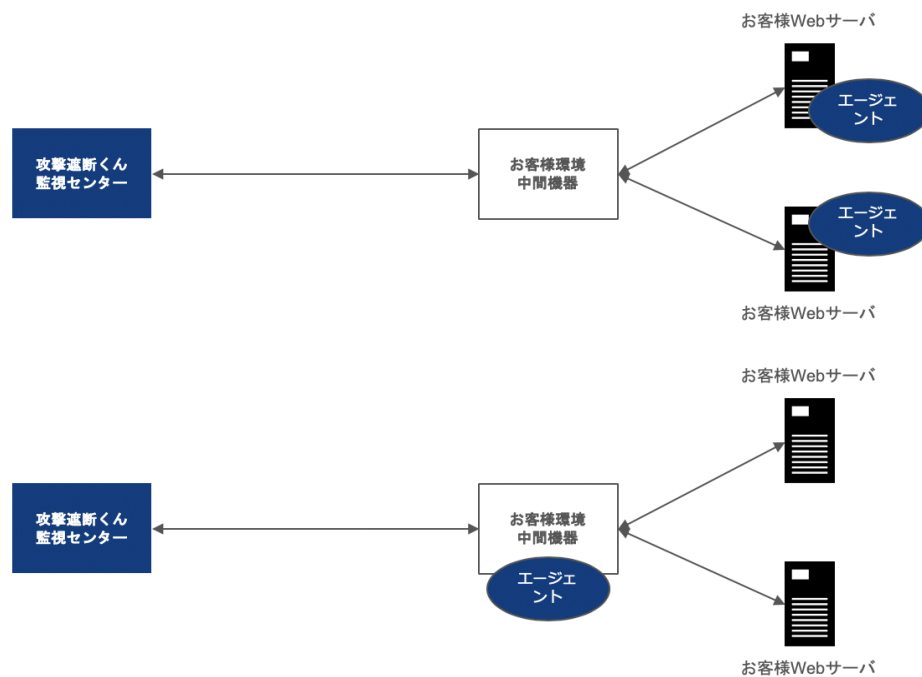 お客様Webサーバ
エージェ
ント
攻撃遮断くん
監視センター
お客様環境
中間機器
エージェ
ント
お客様Webサーバ
お客様Webサーバ
攻撃遮断くん
監視センター
お客様環境
中間機器
エージェ
ント
お客様Webサーバ